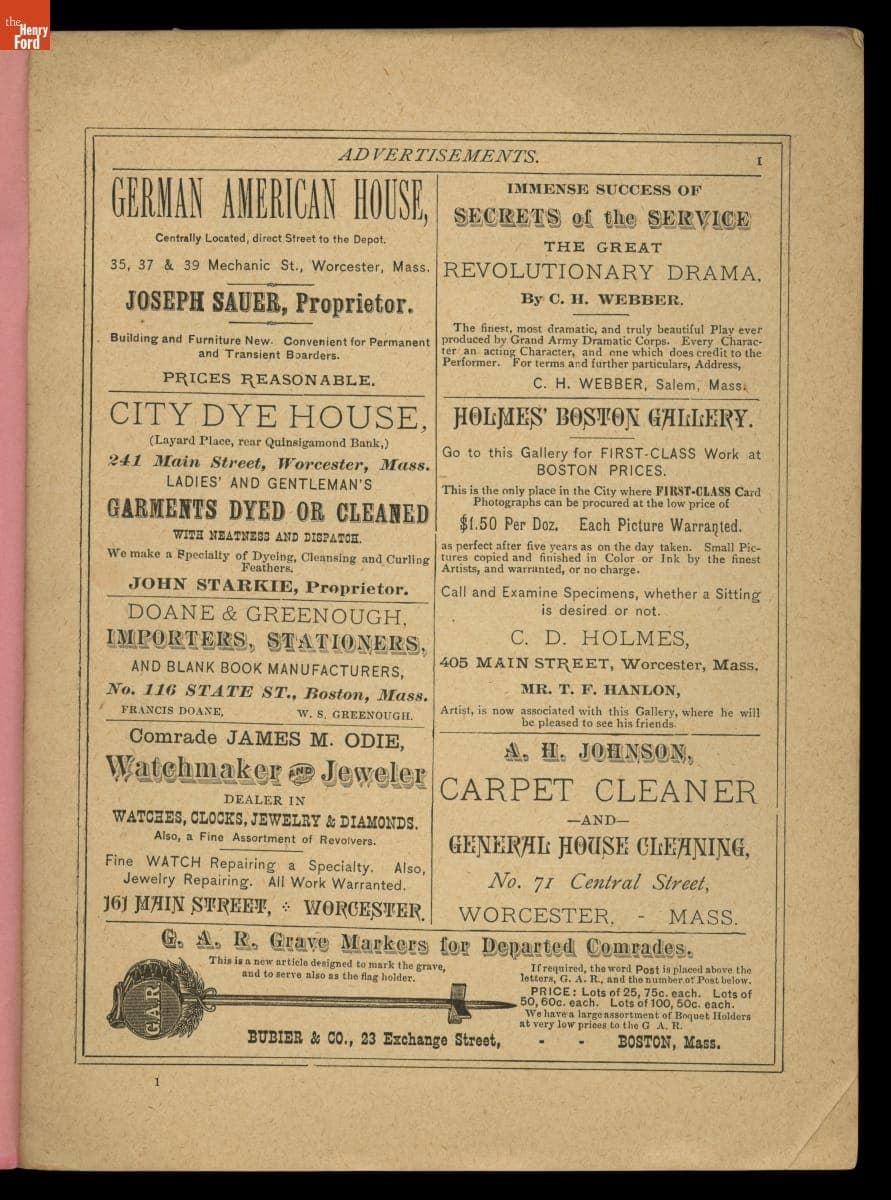 the
Henry
Ford
ADVERTISEMENTS.
1
GERMAN AMERICAN HOUSE,
Centrally Located, direct Street to the Depot.
35, 37 & 39 Mechanic St., Worcester, Mass.
JOSEPH SAUER, Proprietor.
Building and Furniture New. Convenient for Permanent
and Transient Boarders.
PRICES REASONABLE.
CITY DYE HOUSE,
(Layard Place, rear Quinsigamond Bank,)
241 Main Street, Worcester, Mass.
LADIES' AND GENTLEMAN'S
GARMENTS DYED OR CLEANED
WITH NEATNESS AND DISPATCH.
We make a Specialty of Dyeing, Cleansing and Curling
Feathers.
JOHN STARKIE, Proprietor.
DOANE & GREENOUGH,
IMPORTERS, STATIONERS,
AND BLANK BOOK MANUFACTURERS,
No. 116 STATE ST., Boston, Mass.
FRANCIS DOANE. W. S. GREENOUGH.
Comrade JAMES M. ODIE,
Watchmaker AND Jeweler
DEALER IN
WATCHES, CLOCKS, JEWELRY & DIAMONDS.
Also, a Fine Assortment of Revolvers.
Fine WATCH Repairing a Specialty. Also,
Jewelry Repairing. All Work Warranted.
161 MAIN STREET, WORCESTER.
IMMENSE SUCCESS OF
SECRETS of the SERVICE
THE GREAT
REVOLUTIONARY DRAMA,
By C. H. WEBBER.
The finest, most dramatic, and truly beautiful Play ever
produced by Grand Army Dramatic Corps. Every Charac-
ter an acting Character, and one which does credit to the
Performer. For terms and further particulars, Address,
C. H. WEBBER, Salem, Mass.
HOLMES' BOSTON GALLERY.
Go to this Gallery for FIRST-CLASS Work at
BOSTON PRICES.
This is the only place in the City where FIRST-CLASS Card
Photographs can be procured at the low price of
$1.50 Per Doz. Each Picture Warranted.
as perfect after five years as on the day taken. Small Pic-
tures copied and finished in Color or Ink by the finest
Artists, and warranted, or no charge.
Call and Examine Specimens, whether a Sitting
is desired or not.
C. D. HOLMES,
405 MAIN STREET, Worcester, Mass.
MR. T. F. HANLON,
Artist, is now associated with this Gallery, where he will
be pleased to see his friends.
A. H. JOHNSON,
CARPET CLEANER
—AND—
GENERAL HOUSE CLEANING,
No. 71 Central Street,
WORCESTER, - MASS.
G. A. R. Grave Markers for Departed Comrades.
This is a new article designed to mark the grave,
and to serve also as the flag holder.
G.A.R
If required, the word Post is placed above the
letters, G. A. R., and the number of Post below.
PRICE: Lots of 25, 75c. each. Lots of
50, 60c. each. Lots of 100, 50c. each.
We have a large assortment of Boquet Holders
at very low prices to the G A. R.
BUBIER & CO., 23 Exchange Street, - - BOSTON, Mass.
1